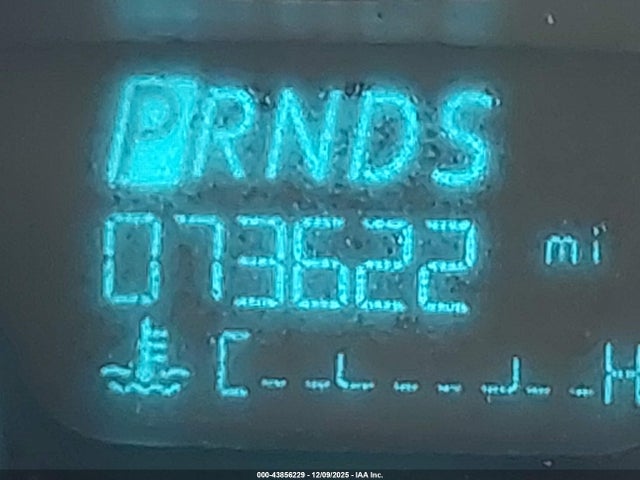 PRNDS
073622 mi
C H
000-43856229 - 12/09/2025 - IAA Inc.